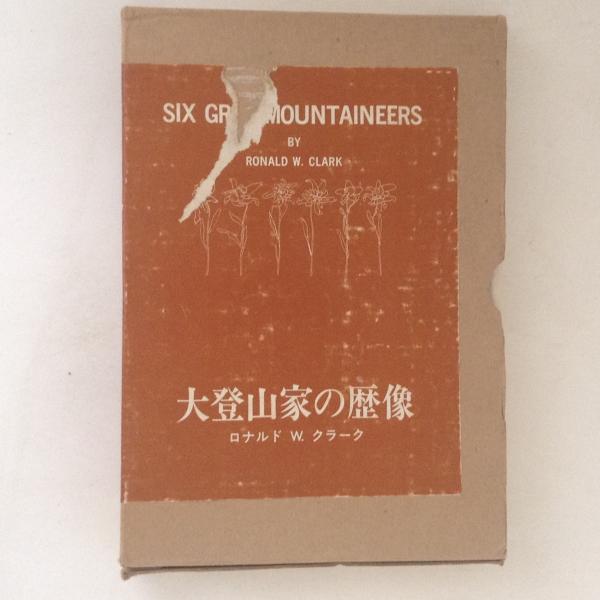 SIX GR MOUNTAINEERS
BY
RONALD W. CLARK
大登山家の歴像
ロナルド W. クラーク